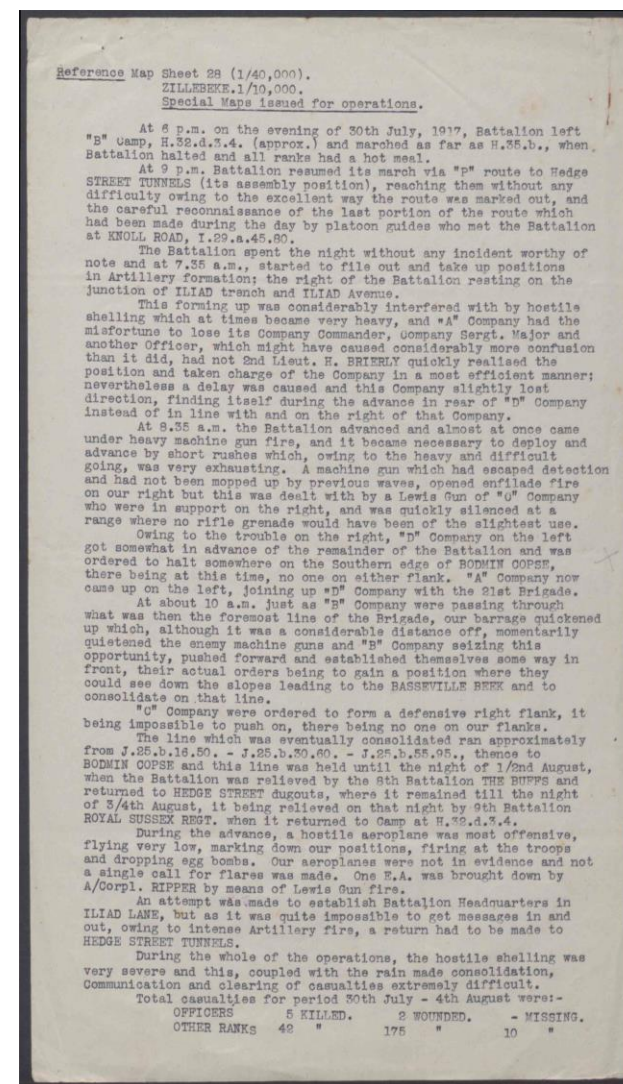 Reference Map Sheet 28 (1/40,000).
ZILLEBEKE.1/10,000.
Special Maps issued for operations.
At 6 p.m. on the evening of 30th July, 1917, Battalion left
"B" Camp, H.32.d.3.4. (approx.) and marched as far as H.35.b., when
Battalion halted and all ranks had a hot meal.
At 9 p.m. Battalion resumed its march via "P" route to Hedge
STREET TUNNELS (its assembly position), reaching them without any
difficulty owing to the excellent way the route was marked out, and
the careful reconnaissance of the last portion of the route which
had been made during the day by platoon guides who met the Battalion
at KNOLL ROAD, I.29.a.45.80.
The Battalion spent the night without any incident worthy of
note and at 7.35 a.m., started to file out and take up positions
in Artillery formation; the right of the Battalion resting on the
junction of ILIAD trench and ILIAD Avenue.
This forming up was considerably interfered with by hostile
shelling which at times became very heavy, and "A" Company had the
misfortune to lose its Company Commander, Company Sergt. Major and
another Officer, which might have caused considerably more confusion
than it did, had not 2nd Lieut. H. BRIERLY quickly realised the
position and taken charge of the Company in a most efficient manner;
nevertheless a delay was caused and this Company slightly lost
direction, finding itself during the advance in rear of "D" Company
instead of in line with and on the right of that Company.
At 8.35 a.m. the Battalion advanced and almost at once came
under heavy machine gun fire, and it became necessary to deploy and
advance by short rushes which, owing to the heavy and difficult
going, was very exhausting. A machine gun which had escaped detection
and had not been mopped up by previous waves, opened enfilade fire
on our right but this was dealt with by a Lewis Gun of "C" Company
who were in support on the right, and was quickly silenced at a
range where no rifle grenade would have been of the slightest use.
Owing to the trouble on the right, "D" Company on the left
got somewhat in advance of the remainder of the Battalion and was
ordered to halt somewhere on the Southern edge of BODMIN COPSE,
there being at this time, no one on either flank. "A" Company now
came up on the left, joining up "D" Company with the 21st Brigade.
At about 10 a.m. just as "B" Company were passing through
what was then the foremost line of the Brigade, our barrage quickened
up which, although it was a considerable distance off, momentarily
quietened the enemy machine guns and "B" Company seizing this
opportunity, pushed forward and established themselves some way in
front, their actual orders being to gain a position where they
could see down the slopes leading to the BASSEVILLE BEEK and to
consolidate on that line.
"C" Company were ordered to form a defensive right flank, it
being impossible to push on, there being no one on our flanks.
The line which was eventually consolidated ran approximately
from J.25.b.16.50. - J.25.b.30.60. - J.25.b.55.95., thence to
BODMIN COPSE and this line was held until the night of 1/2nd August,
when the Battalion was relieved by the 8th Battalion THE BUFFS and
returned to HEDGE STREET dugouts, where it remained till the night
of 3/4th August, it being relieved on that night by 9th Battalion
ROYAL SUSSEX REGT. when it returned to Camp at H.32.d.3.4.
During the advance, a hostile aeroplane was most offensive,
flying very low, marking down our positions, firing at the troops
and dropping egg bombs. Our aeroplanes were not in evidence and not
a single call for flares was made. One E.A. was brought down by
A/Corpl. RIPPER by means of Lewis Gun fire.
An attempt was made to establish Battalion Headquarters in
ILIAD LANE, but as it was quite impossible to get messages in and
out, owing to intense Artillery fire, a return had to be made to
HEDGE STREET TUNNELS.
During the whole of the operations, the hostile shelling was
very severe and this, coupled with the rain made consolidation,
Communication and clearing of casualties extremely difficult.
Total casualties for period 30th July - 4th August were:-
OFFICERS 5 KILLED. 2 WOUNDED. - MISSING.
OTHER RANKS 42 " 175 " 10 "